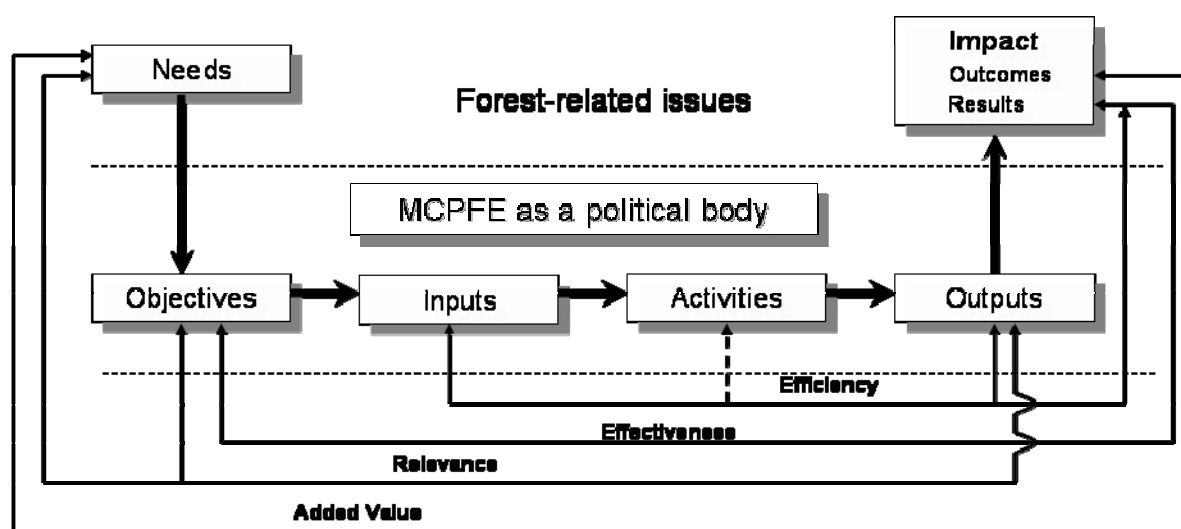 Needs
Impact
Outcomes
Results
Forest-related issues
MCPFE as a political body
Objectives
Inputs
Activities
Outputs
Efficiency
Effectiveness
Relevance
Added Value